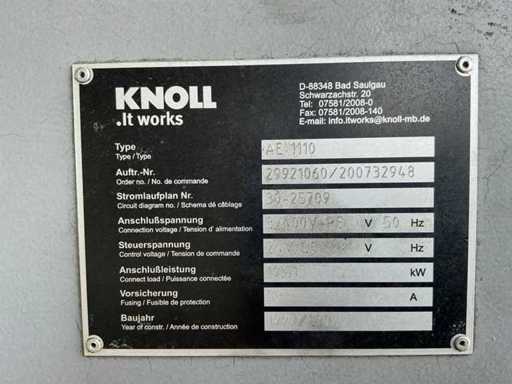 KNOLL
.It works
D-88348 Bad Saulgau
Schwarzachstr. 20
Tel: 07581/2008-0
Fax: 07581/2008-140
E-mail: info.itworks@knoll-mb.de
Type AE 1110
Type / Type
Auftr.-Nr. 29921060/200732948
Order no. / No. de commande
Stromlaufplan Nr. 30-25709
Circuit diagram no. / Schéma de câblage
Anschlußspannung V 50 Hz
Connection voltage / Tension d' alimentation
Steuerspannung V Hz
Control voltage / Tension de commande
Anschlußleistung kW
Connect load / Puissance connectée
Vorsicherung A
Fusing / Fusible de protection
Baujahr
Year of constr. / Année de construction